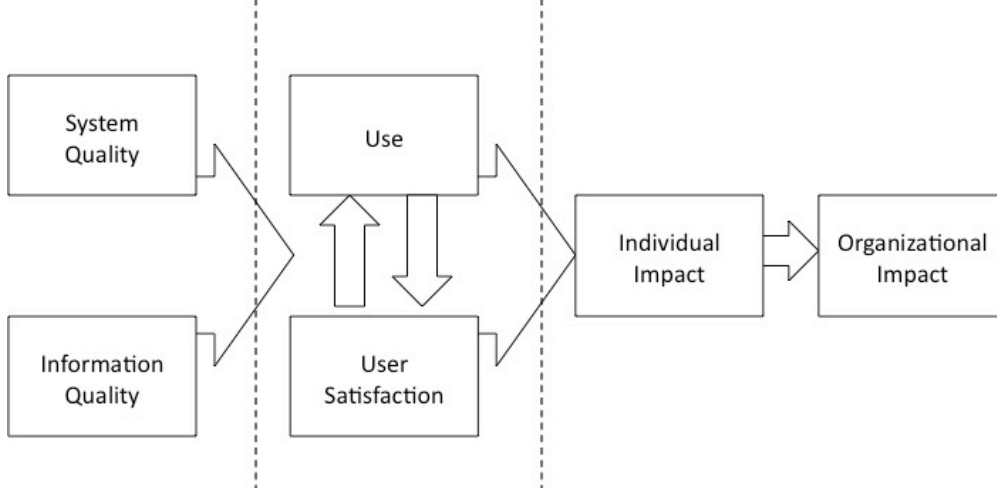 System
Quality
Use
Individual
Impact
Organizational
Impact
Information
Quality
User
Satisfaction